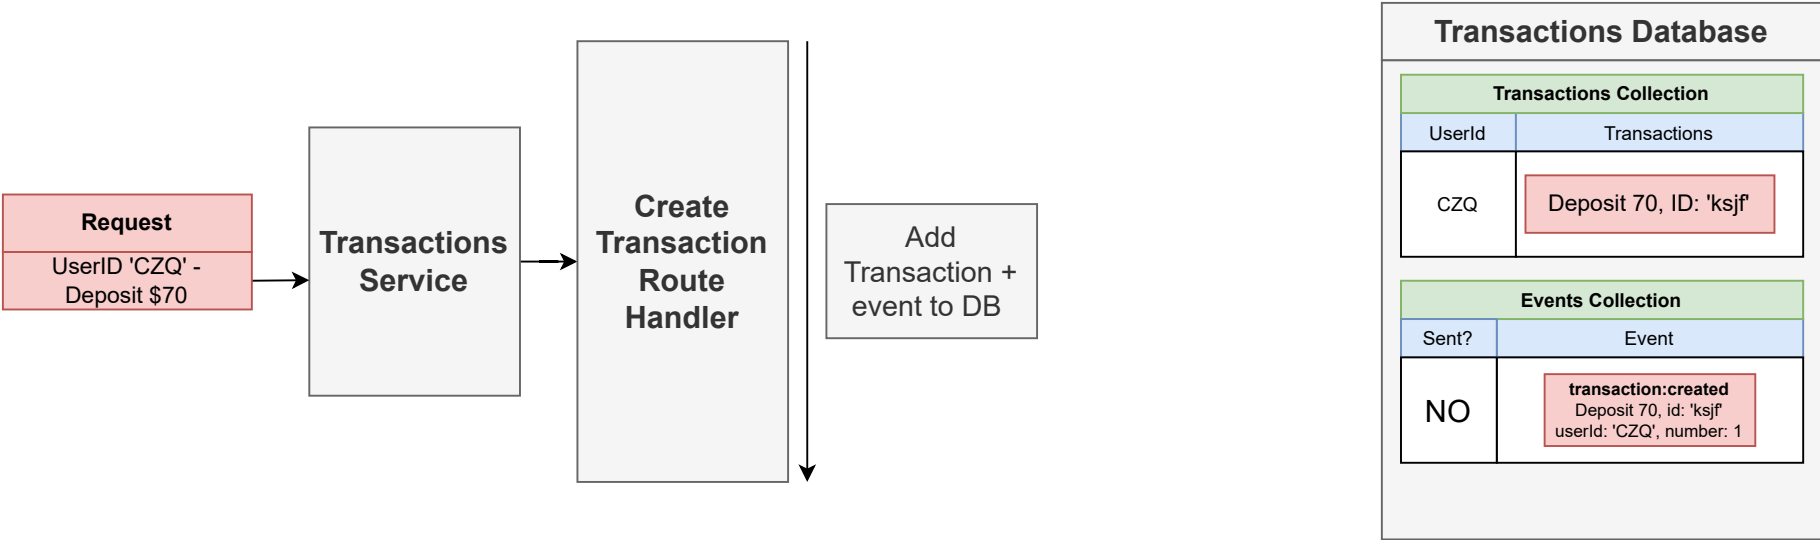 Request
UserID 'CZQ' -
Deposit $70
Transactions
Service
Create
Transaction
Route
Handler
Add
Transaction +
event to DB
Transactions Database
Transactions Collection
UserId Transactions
CZQ Deposit 70, ID: 'ksjf'
Events Collection
Sent? Event
NO
transaction:created
Deposit 70, id: 'ksjf'
userId: 'CZQ', number: 1